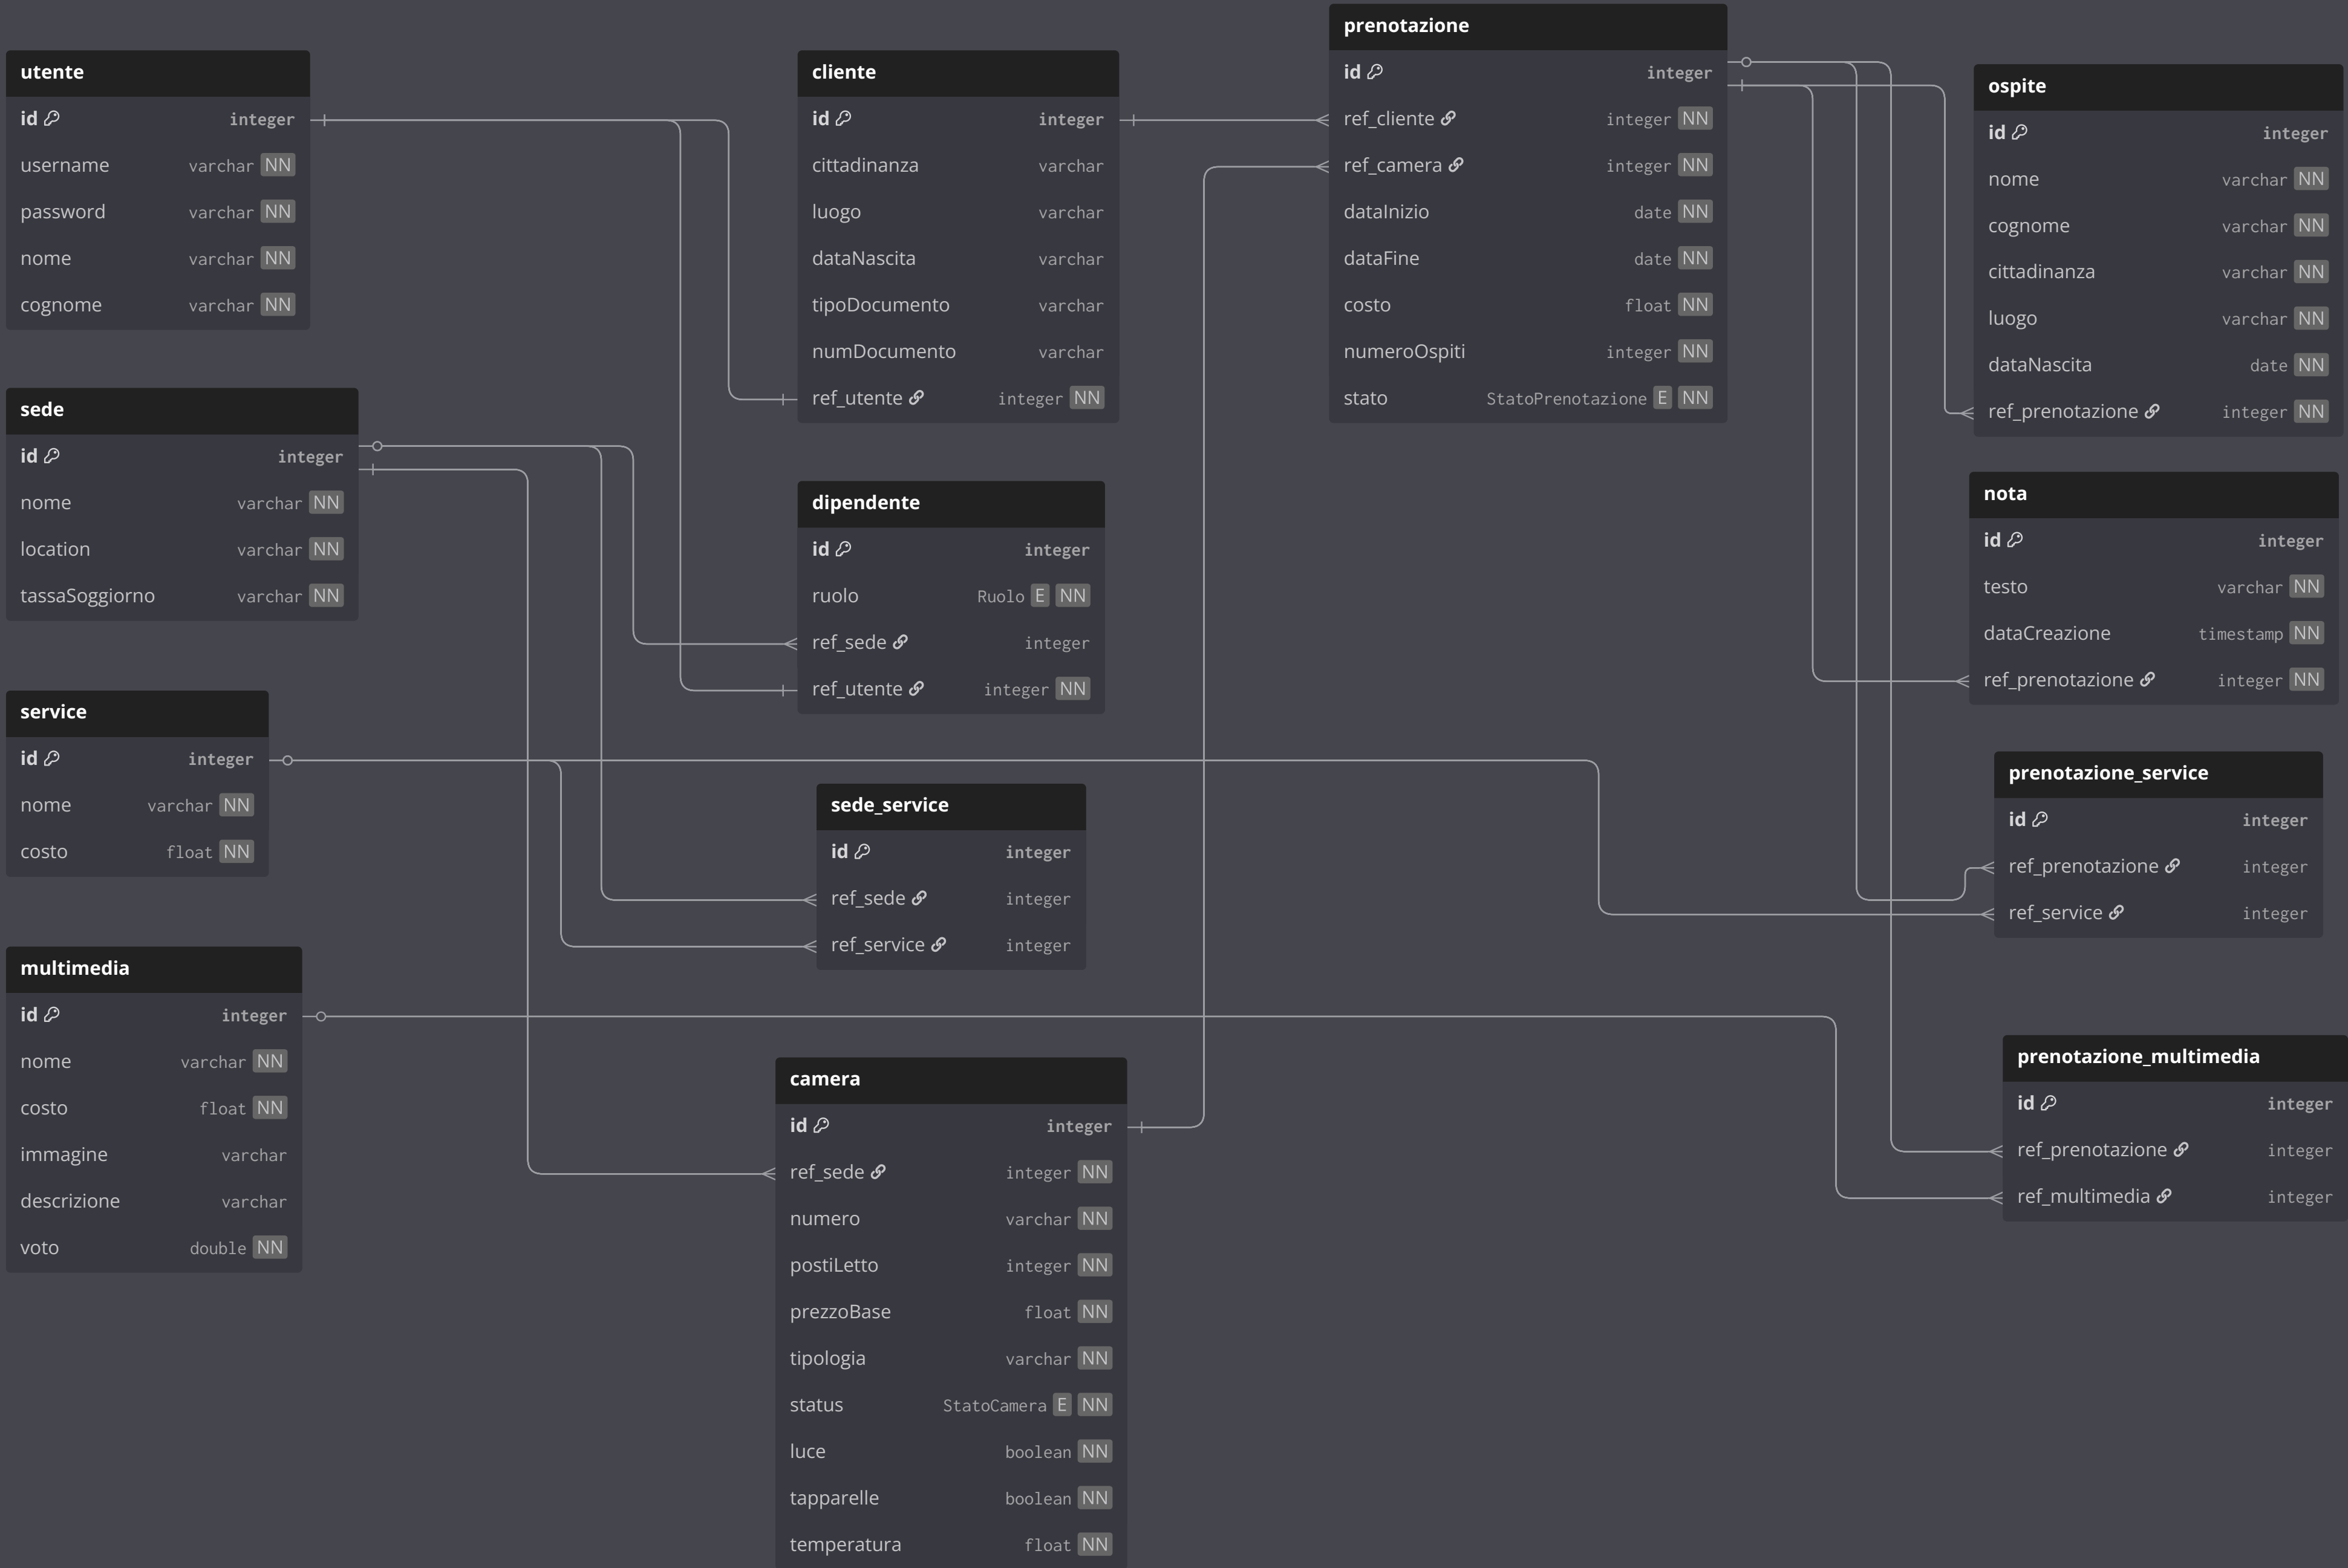 utente
id integer
username varchar NN
password varchar NN
nome varchar NN
cognome varchar NN
sede
id integer
nome varchar NN
location varchar NN
tassaSoggiorno varchar NN
service
id integer
nome varchar NN
costo float NN
multimedia
id integer
nome varchar NN
costo float NN
immagine varchar
descrizione varchar
voto double NN
cliente
id integer
cittadinanza varchar
luogo varchar
dataNascita varchar
tipoDocumento varchar
numDocumento varchar
ref_utente integer NN
dipendente
id integer
ruolo Ruolo E NN
ref_sede integer
ref_utente integer NN
sede_service
id integer
ref_sede integer
ref_service integer
camera
id integer
ref_sede integer NN
numero varchar NN
postiLetto integer NN
prezzoBase float NN
tipologia varchar NN
status StatoCamera E NN
luce boolean NN
tapparelle boolean NN
temperatura float NN
prenotazione
id integer
ref_cliente integer NN
ref_camera integer NN
dataInizio date NN
dataFine date NN
costo float NN
numeroOspiti integer NN
stato StatoPrenotazione E NN
ospite
id integer
nome varchar NN
cognome varchar NN
cittadinanza varchar NN
luogo varchar NN
dataNascita date NN
ref_prenotazione integer NN
nota
id integer
testo varchar NN
dataCreazione timestamp NN
ref_prenotazione integer NN
prenotazione_service
id integer
ref_prenotazione integer
ref_service integer
prenotazione_multimedia
id integer
ref_prenotazione integer
ref_multimedia integer